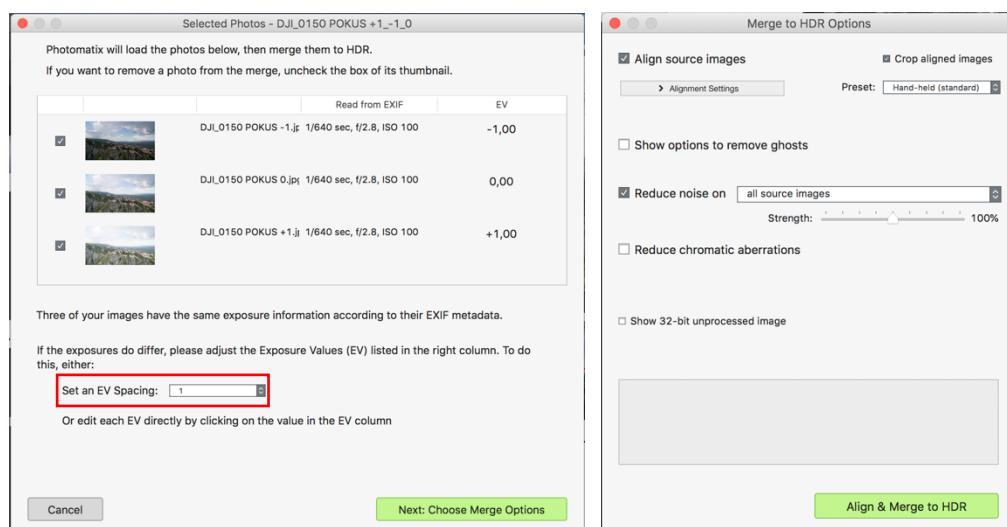 Selected Photos - DJI_0150 POKUS +1_-1_0
Photomatix will load the photos below, then merge them to HDR.
If you want to remove a photo from the merge, uncheck the box of its thumbnail.
Read from EXIF EV
DJI_0150 POKUS -1.j 1/640 sec, f/2.8, ISO 100 -1,00
DJI_0150 POKUS 0.jp 1/640 sec, f/2.8, ISO 100 0,00
DJI_0150 POKUS +1.j 1/640 sec, f/2.8, ISO 100 +1,00
Three of your images have the same exposure information according to their EXIF metadata.
If the exposures do differ, please adjust the Exposure Values (EV) listed in the right column. To do
this, either:
Set an EV Spacing: 1
Or edit each EV directly by clicking on the value in the EV column
Cancel Next: Choose Merge Options
Merge to HDR Options
Align source images Crop aligned images
Alignment Settings Preset: Hand-held (standard)
Show options to remove ghosts
Reduce noise on all source images
Strength: 100%
Reduce chromatic aberrations
Show 32-bit unprocessed image
Align & Merge to HDR